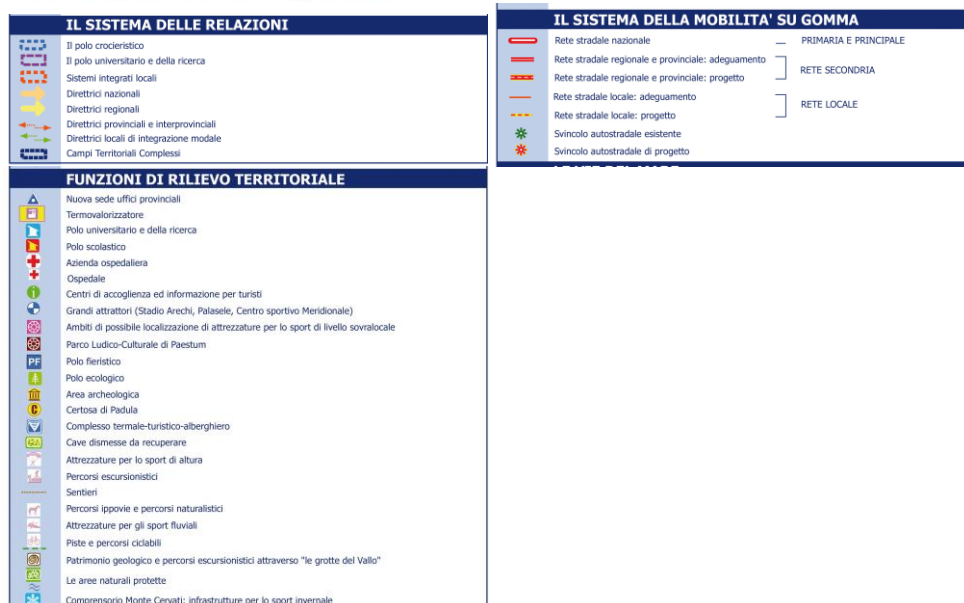 IL SISTEMA DELLE RELAZIONI
Il polo crocieristico
Il polo universitario e della ricerca
Sistemi integrati locali
Direttrici nazionali
Direttrici regionali
Direttrici provinciali e interprovinciali
Direttrici locali di integrazione modale
Campi Territoriali Complessi
FUNZIONI DI RILIEVO TERRITORIALE
Nuova sede uffici provinciali
Termovalorizzatore
Polo universitario e della ricerca
Polo scolastico
Azienda ospedaliera
Ospedale
i Centri di accoglienza ed informazione per turisti
Grandi attrattori (Stadio Arechi, Palasele, Centro sportivo Meridionale)
Ambiti di possibile localizzazione di attrezzature per lo sport di livello sovralocale
Parco Ludico-Culturale di Paestum
PF Polo fieristico
Polo ecologico
Area archeologica
C Certosa di Padula
Complesso termale-turistico-alberghiero
Cave dismesse da recuperare
Attrezzature per lo sport di altura
Percorsi escursionistici
Sentieri
Percorsi ippovie e percorsi naturalistici
Attrezzature per gli sport fluviali
Piste e percorsi ciclabili
Patrimonio geologico e percorsi escursionistici attraverso "le grotte del Vallo"
Le aree naturali protette
Comprensorio Monte Cervati: infrastrutture per lo sport invernale
IL SISTEMA DELLA MOBILITA' SU GOMMA
Rete stradale nazionale PRIMARIA E PRINCIPALE
Rete stradale regionale e provinciale: adeguamento
RETE SECONDRIA
Rete stradale regionale e provinciale: progetto
Rete stradale locale: adeguamento
RETE LOCALE
Rete stradale locale: progetto
Svincolo autostradale esistente
Svincolo autostradale di progetto